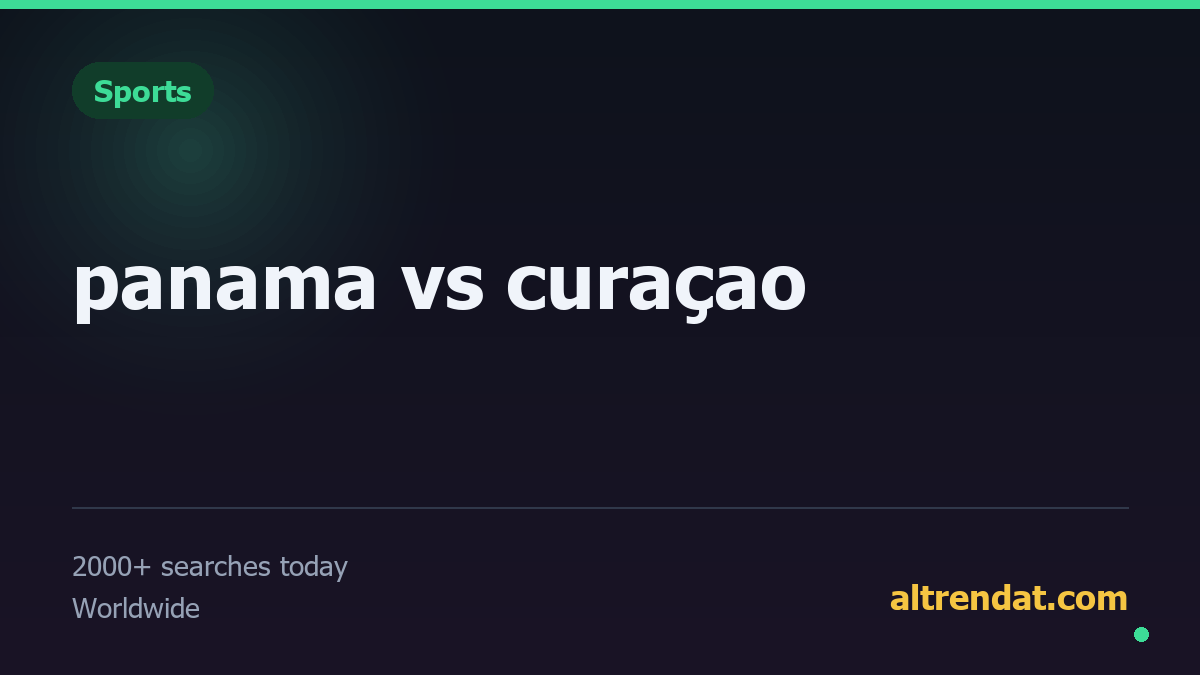 Sports
panama vs curaçao
2000+ searches today
Worldwide
altrendat.com